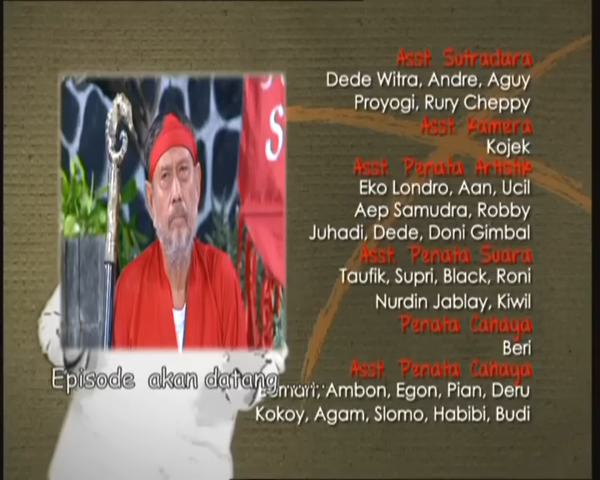 Asst Sutradara
Dede Witra, Andre, Aguy
Proyogi, Rury Cheppy
Asst Kamera
Kojek
Asst Penata Artistik
Eko Londro, Aan, Ucil
Aep Samudra, Robby
Juhadi, Dede, Doni Gimbal
Asst Penata Suara
Taufik, Supri, Black, Roni
Nurdin Jablay, Kiwil
Penata Cahaya
Beri
Asst Penata Cahaya
Ambon, Egon, Pian, Deru
Kokoy, Agam, Slomo, Habibi, Budi
S
Episode akan datang